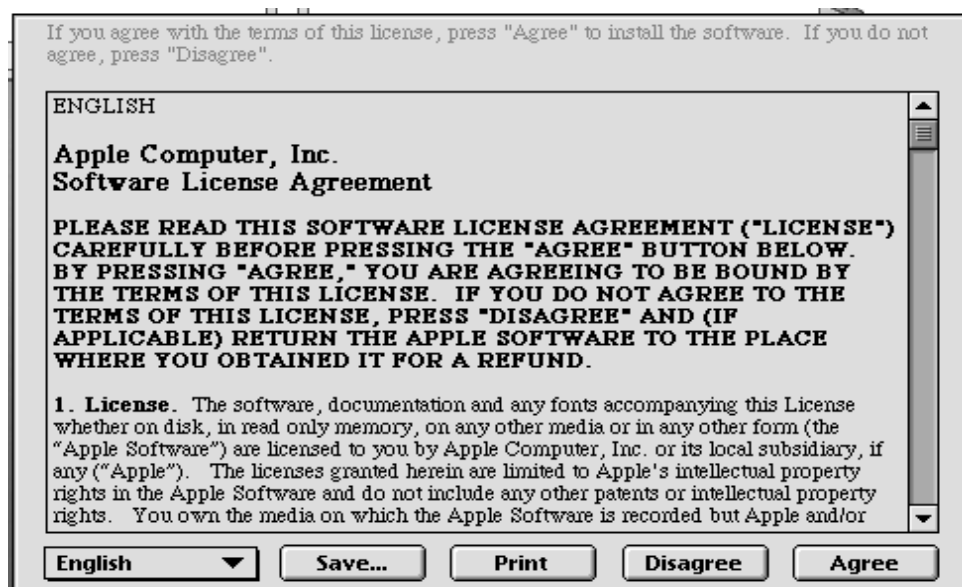 If you agree with the terms of this license, press "Agree" to install the software.  If you do not
agree, press "Disagree".
ENGLISH
Apple Computer, Inc.
Software License Agreement
PLEASE READ THIS SOFTWARE LICENSE AGREEMENT ("LICENSE")
CAREFULLY BEFORE PRESSING THE "AGREE" BUTTON BELOW.
BY PRESSING "AGREE," YOU ARE AGREEING TO BE BOUND BY
THE TERMS OF THIS LICENSE.  IF YOU DO NOT AGREE TO THE
TERMS OF THIS LICENSE, PRESS "DISAGREE" AND (IF
APPLICABLE) RETURN THE APPLE SOFTWARE TO THE PLACE
WHERE YOU OBTAINED IT FOR A REFUND.
1. License.  The software, documentation and any fonts accompanying this License
whether on disk, in read only memory, on any other media or in any other form (the
“Apple Software”) are licensed to you by Apple Computer, Inc. or its local subsidiary, if
any (“Apple”).   The licenses granted herein are limited to Apple's intellectual property
rights in the Apple Software and do not include any other patents or intellectual property
rights.   You own the media on which the Apple Software is recorded but Apple and/or
English
Save...
Print
Disagree
Agree